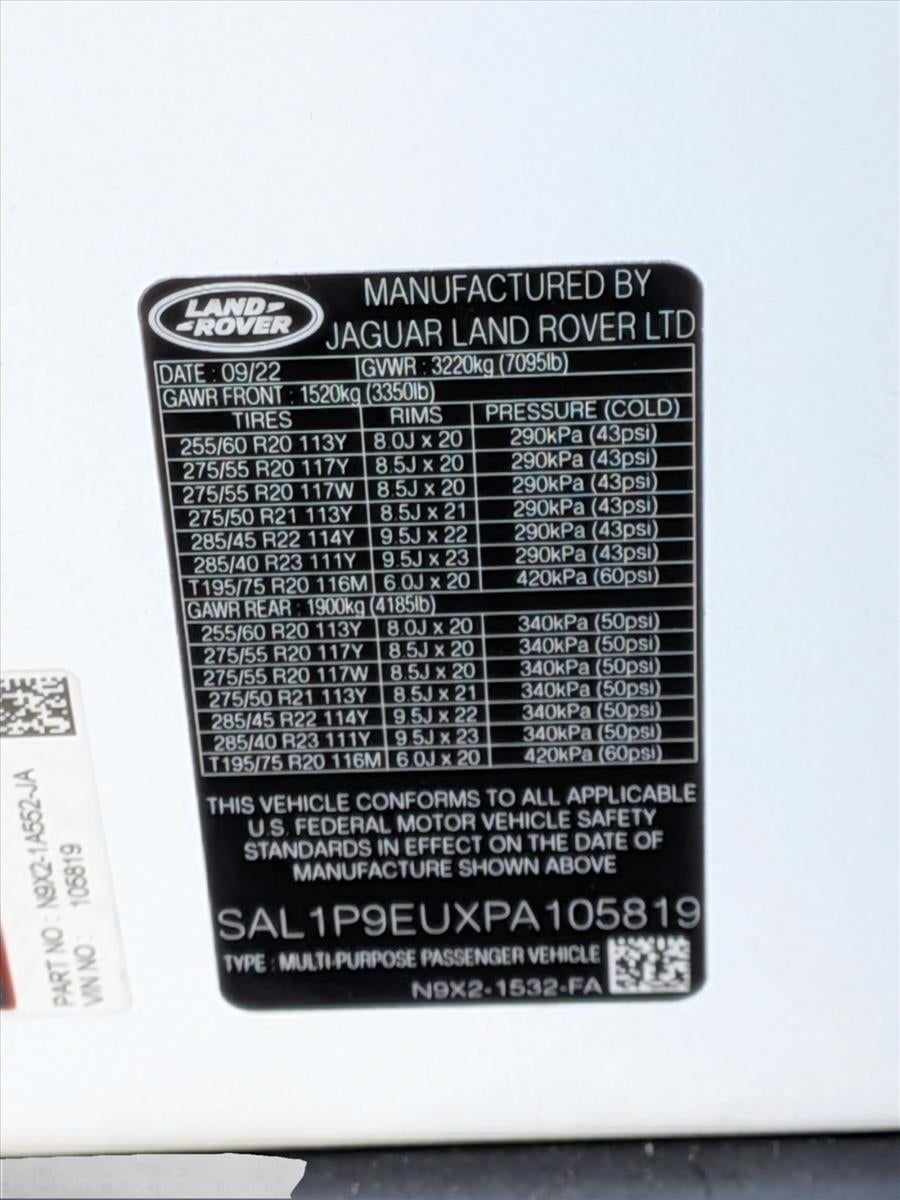 LAND-
-ROVER
MANUFACTURED BY
JAGUAR LAND ROVER LTD
DATE : 09/22 GVWR : 3220kg (7095lb)
GAWR FRONT : 1520kg (3350lb)
TIRES RIMS PRESSURE (COLD)
255/60 R20 113Y 8.0J x 20 290kPa (43psi)
275/55 R20 117Y 8.5J x 20 290kPa (43psi)
275/55 R20 117W 8.5J x 20 290kPa (43psi)
275/50 R21 113Y 8.5J x 21 290kPa (43psi)
285/45 R22 114Y 9.5J x 22 290kPa (43psi)
285/40 R23 111Y 9.5J x 23 290kPa (43psi)
T195/75 R20 116M 6.0J x 20 420kPa (60psi)
GAWR REAR : 1900kg (4185lb)
255/60 R20 113Y 8.0J x 20 340kPa (50psi)
275/55 R20 117Y 8.5J x 20 340kPa (50psi)
275/55 R20 117W 8.5J x 20 340kPa (50psi)
275/50 R21 113Y 8.5J x 21 340kPa (50psi)
285/45 R22 114Y 9.5J x 22 340kPa (50psi)
285/40 R23 111Y 9.5J x 23 340kPa (50psi)
T195/75 R20 116M 6.0J x 20 420kPa (60psi)
THIS VEHICLE CONFORMS TO ALL APPLICABLE
U.S. FEDERAL MOTOR VEHICLE SAFETY
STANDARDS IN EFFECT ON THE DATE OF
MANUFACTURE SHOWN ABOVE
SAL1P9EUXPA105819
TYPE : MULTI-PURPOSE PASSENGER VEHICLE
N9X2-1532-FA
PART NO : N9X2-1A552-JA
VIN NO : 105819